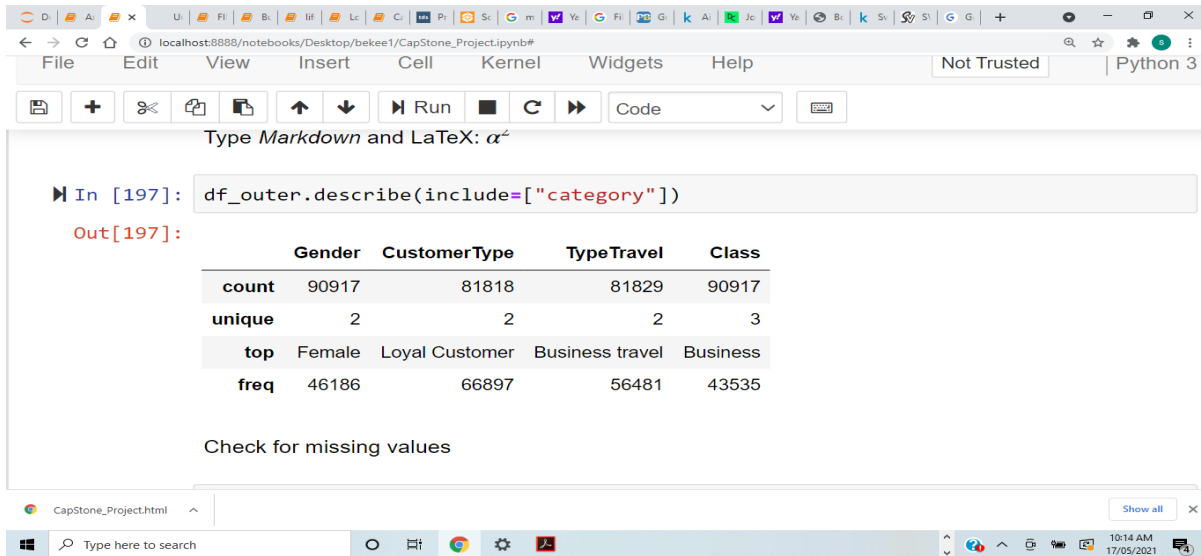 localhost:8888/notebooks/Desktop/bekee1/CapStone_Project.ipynb#
File Edit View Insert Cell Kernel Widgets Help Not Trusted Python 3
Run Code
Type Markdown and LaTeX: α²
In [197]: df_outer.describe(include=["category"])
Out[197]:
Gender CustomerType TypeTravel Class
count 90917 81818 81829 90917
unique 2 2 2 3
top Female Loyal Customer Business travel Business
freq 46186 66897 56481 43535
Check for missing values
CapStone_Project.html Show all
Type here to search 10:14 AM
17/05/2021